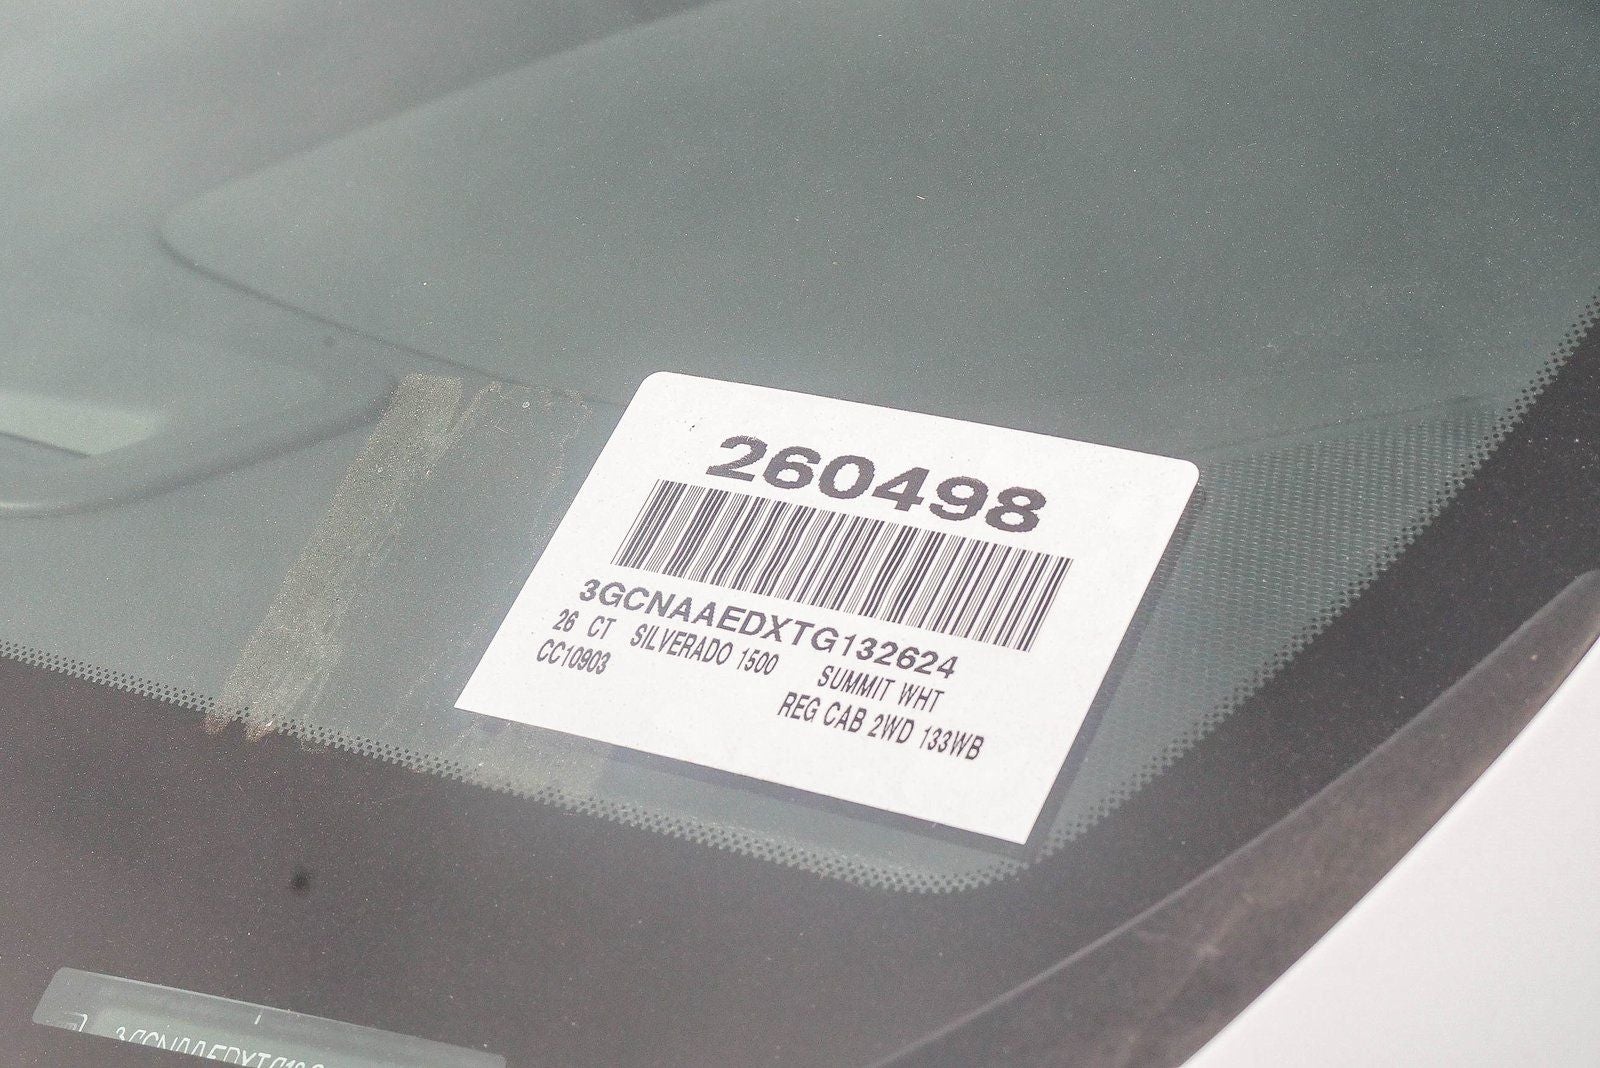 260498
3GCNAAEDXTG132624
26 CT SILVERADO 1500 SUMMIT WHT
CC10903 REG CAB 2WD 133WB